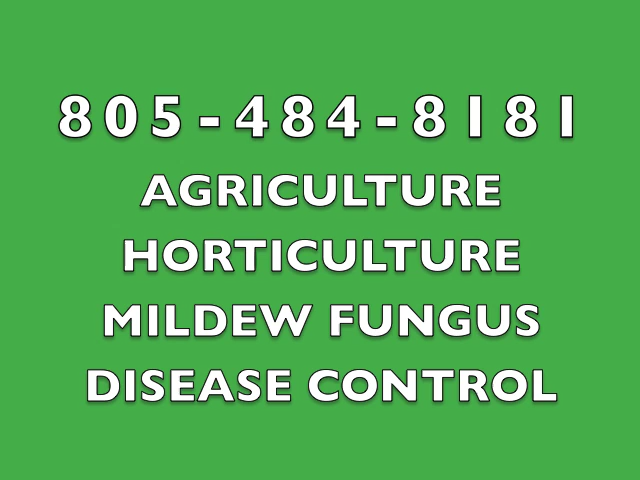 805-484-8181
AGRICULTURE
HORTICULTURE
MILDEW FUNGUS
DISEASE CONTROL